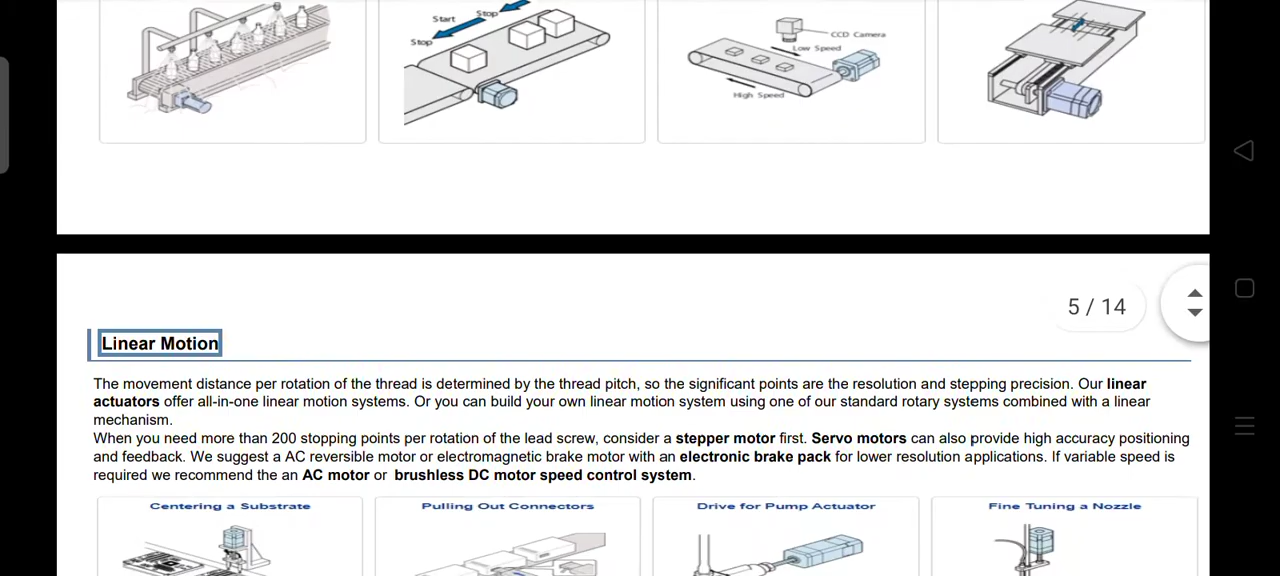 Start
Stop
Stop
CCD Camera
Low Speed
High Speed
5 / 14
Linear Motion
The movement distance per rotation of the thread is determined by the thread pitch, so the significant points are the resolution and stepping precision. Our linear
actuators offer all-in-one linear motion systems. Or you can build your own linear motion system using one of our standard rotary systems combined with a linear
mechanism.
When you need more than 200 stopping points per rotation of the lead screw, consider a stepper motor first. Servo motors can also provide high accuracy positioning
and feedback. We suggest a AC reversible motor or electromagnetic brake motor with an electronic brake pack for lower resolution applications. If variable speed is
required we recommend the an AC motor or brushless DC motor speed control system.
Centering a Substrate
Pulling Out Connectors
Drive for Pump Actuator
Fine Tuning a Nozzle